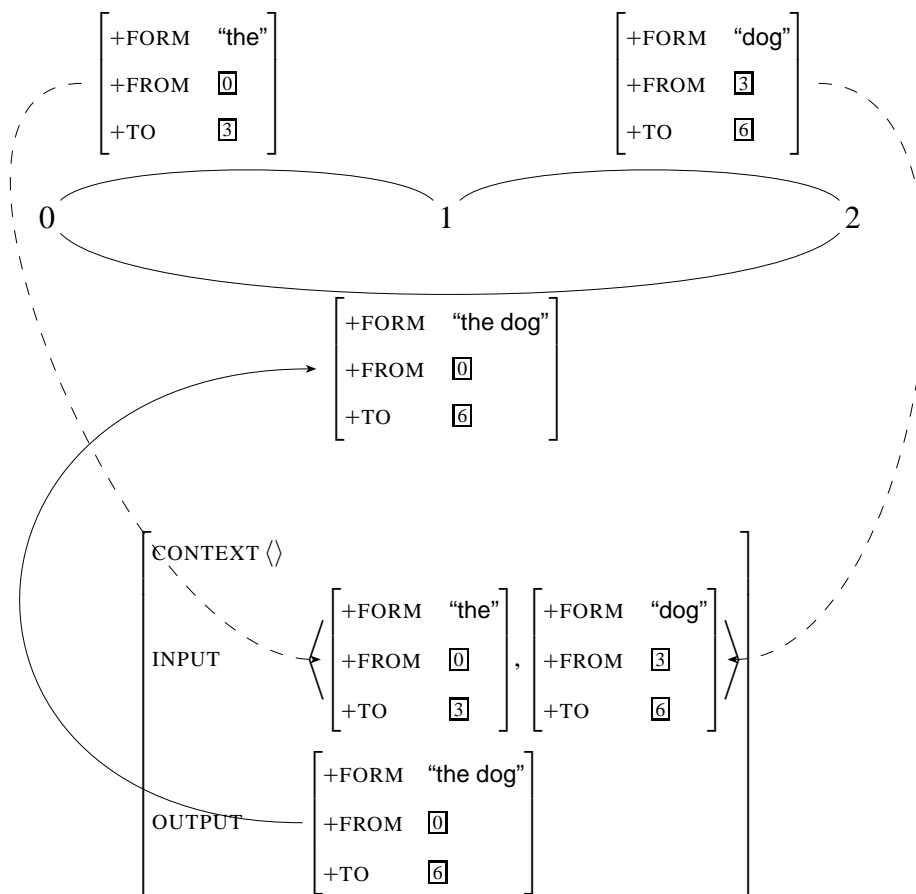 +FORM “the” +FORM “dog”
+FROM 0 +FROM 3
+TO 3 +TO 6
0 1 2
+FORM “the dog”
+FROM 0
+TO 6
CONTEXT ⟨⟩
+FORM “the” +FORM “dog”
INPUT ⟨ +FROM 0 , +FROM 3 ⟩
+TO 3 +TO 6
+FORM “the dog”
OUTPUT +FROM 0
+TO 6